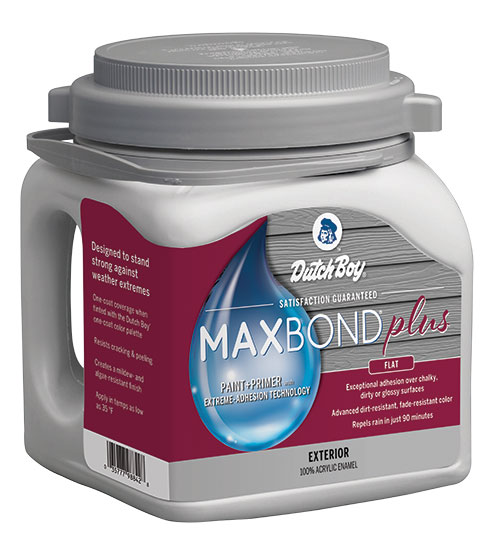 Designed to stand
strong against
weather extremes
One-coat coverage when
tinted with the Dutch Boy®
one-coat color palette
Resists cracking & peeling
Creates a mildew- and
algae-resistant finish
Apply in temps as low
as 35°F
Dutch Boy®
SATISFACTION GUARANTEED
MAXBOND® plus
FLAT
PAINT+PRIMER
EXTREME-ADHESION TECHNOLOGY
Exceptional adhesion over chalky,
dirty or glossy surfaces
Advanced dirt-resistant, fade-resistant color
Repels rain in just 90 minutes
EXTERIOR
100% ACRYLIC ENAMEL